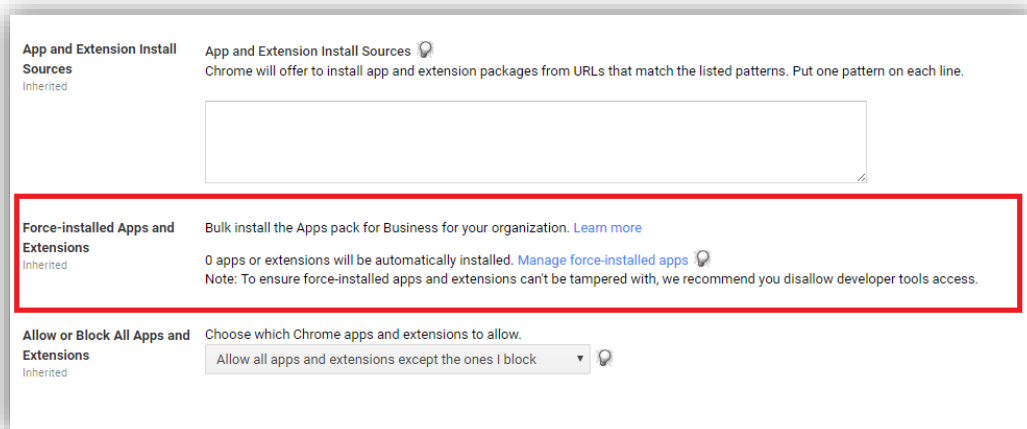 App and Extension Install
Sources
Inherited
App and Extension Install Sources
Chrome will offer to install app and extension packages from URLs that match the listed patterns. Put one pattern on each line.
Force-installed Apps and
Extensions
Inherited
Bulk install the Apps pack for Business for your organization. Learn more
0 apps or extensions will be automatically installed. Manage force-installed apps
Note: To ensure force-installed apps and extensions can't be tampered with, we recommend you disallow developer tools access.
Allow or Block All Apps and
Extensions
Inherited
Choose which Chrome apps and extensions to allow.
Allow all apps and extensions except the ones I block